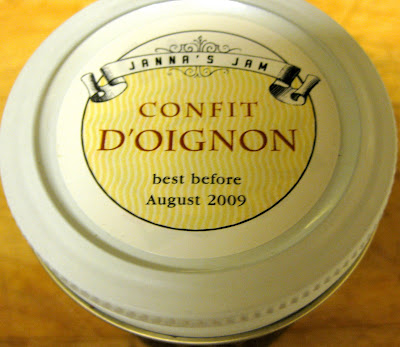 JANNA'S JAM
CONFIT
D'OIGNON
best before
August 2009